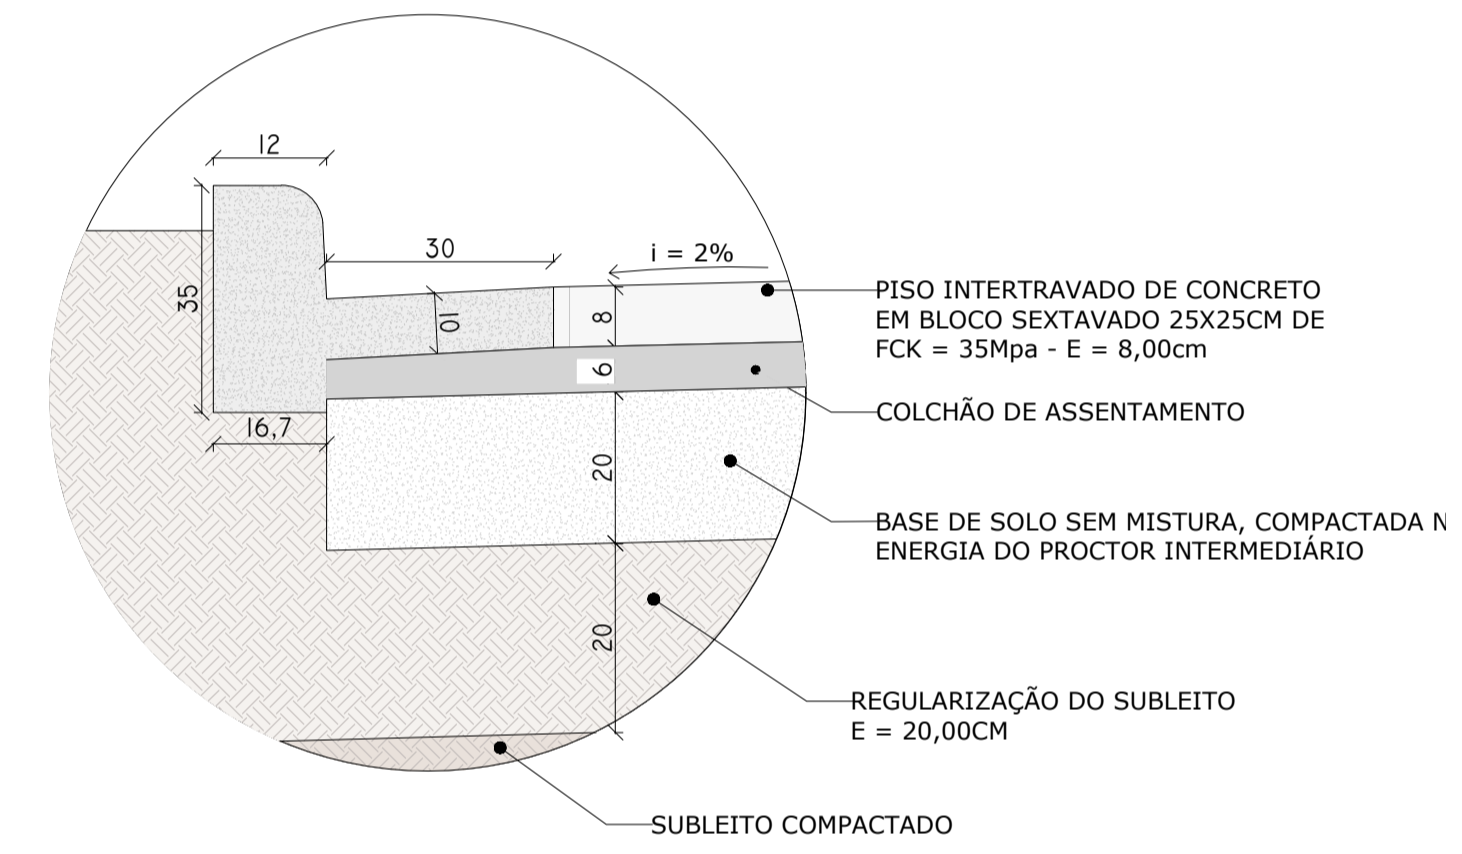 12
35
30
i = 2%
10
8
6
16,7
20
20
PISO INTERTRAVADO DE CONCRETO
EM BLOCO SEXTAVADO 25X25CM DE
FCK = 35Mpa - E = 8,00cm
COLCHÃO DE ASSENTAMENTO
BASE DE SOLO SEM MISTURA, COMPACTADA N
ENERGIA DO PROCTOR INTERMEDIÁRIO
REGULARIZAÇÃO DO SUBLEITO
E = 20,00CM
SUBLEITO COMPACTADO